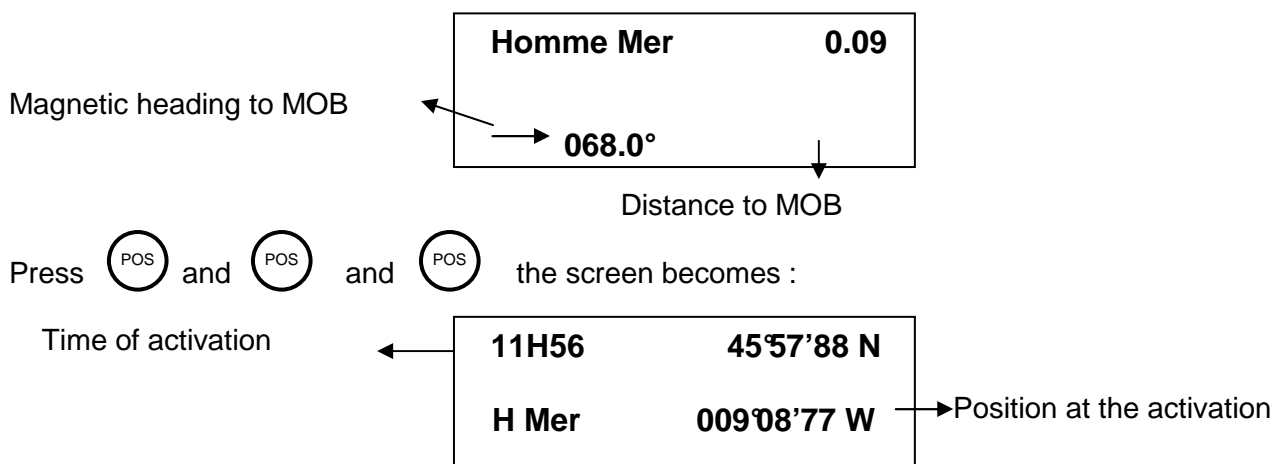 Homme Mer 0.09
Magnetic heading to MOB
068.0°
Distance to MOB
Press POS and POS and POS the screen becomes :
Time of activation
11H56 45°57'88 N
H Mer 009°08'77 W
Position at the activation